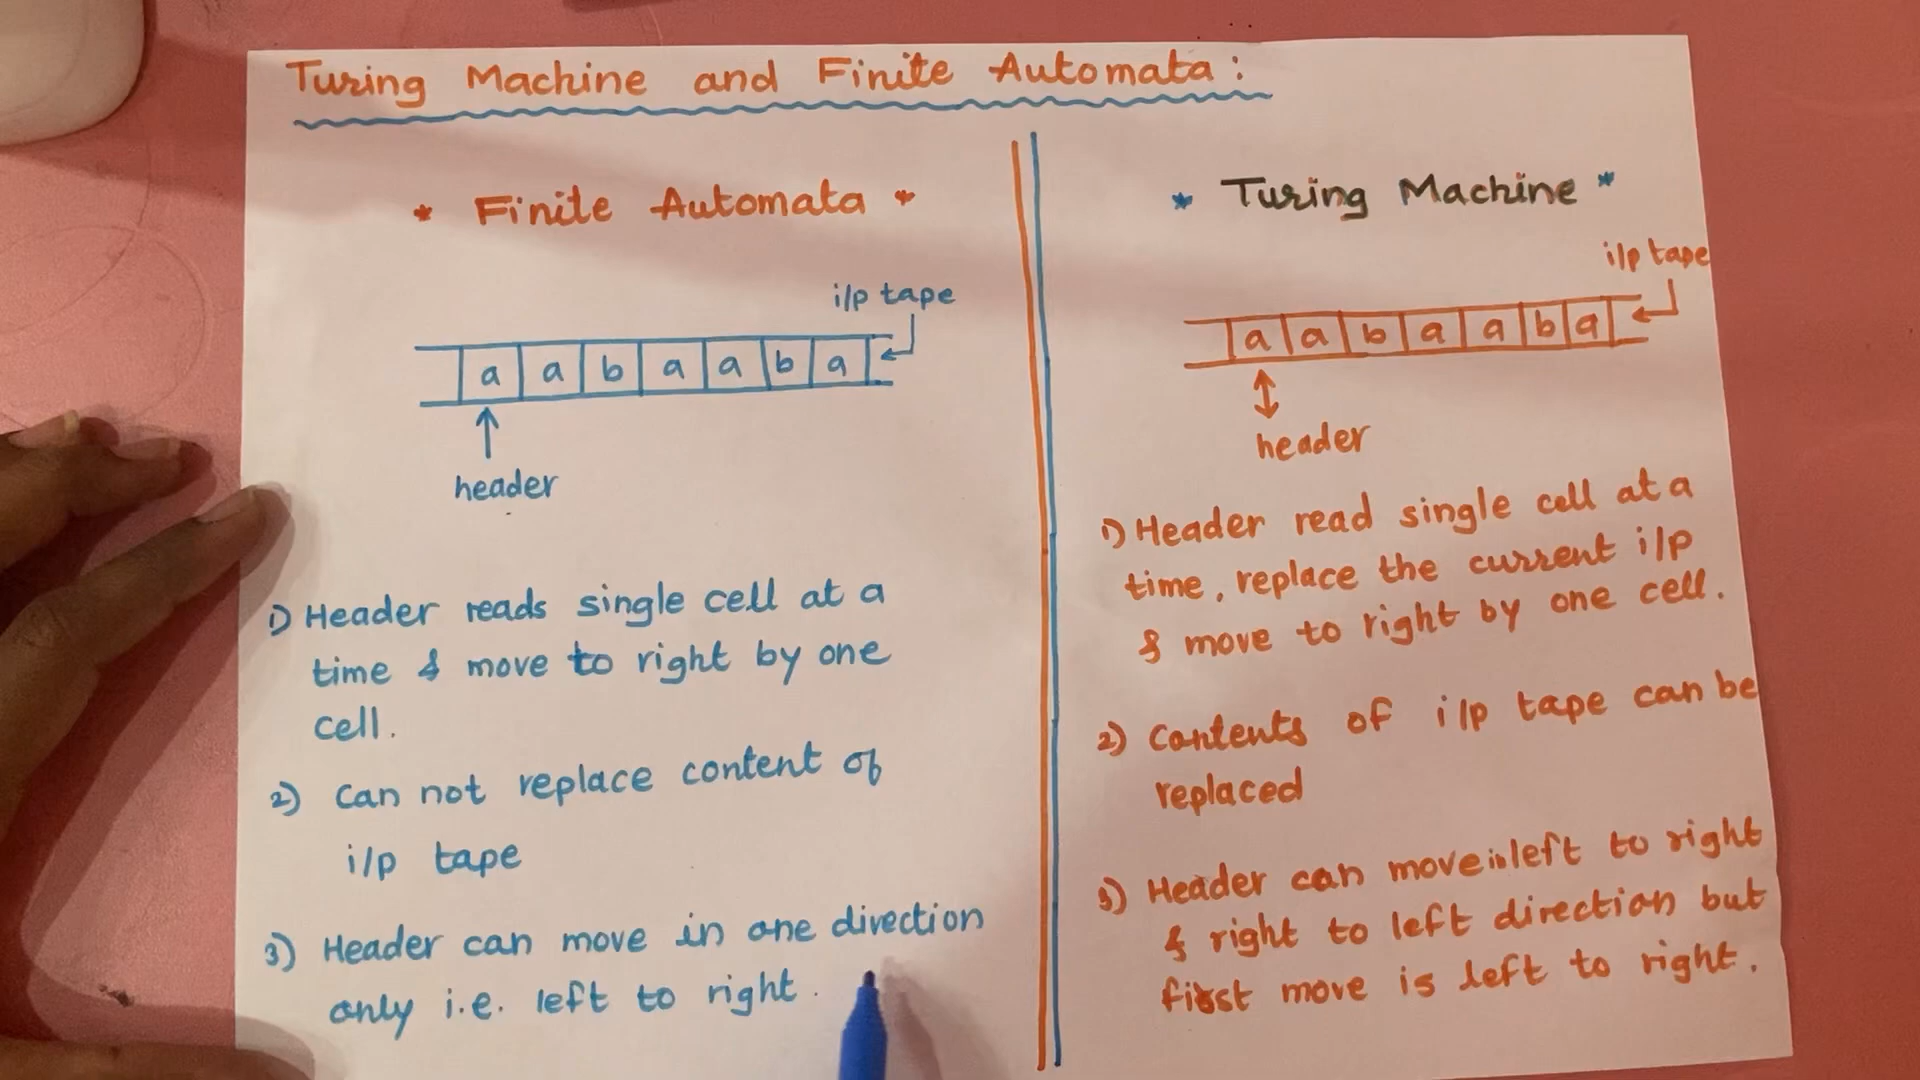 Turing Machine and Finite Automata:
* Finite Automata *
i/p tape
a a b a a b a
header
1) Header reads single cell at a
time & move to right by one
cell.
2) Can not replace content of
i/p tape
3) Header can move in one direction
only i.e. left to right.
* Turing Machine *
i/p tape
a a b a a b a
header
1) Header read single cell at a
time, replace the current i/p
& move to right by one cell.
2) Contents of i/p tape can be
replaced
3) Header can move in left to right
& right to left direction but
first move is left to right.